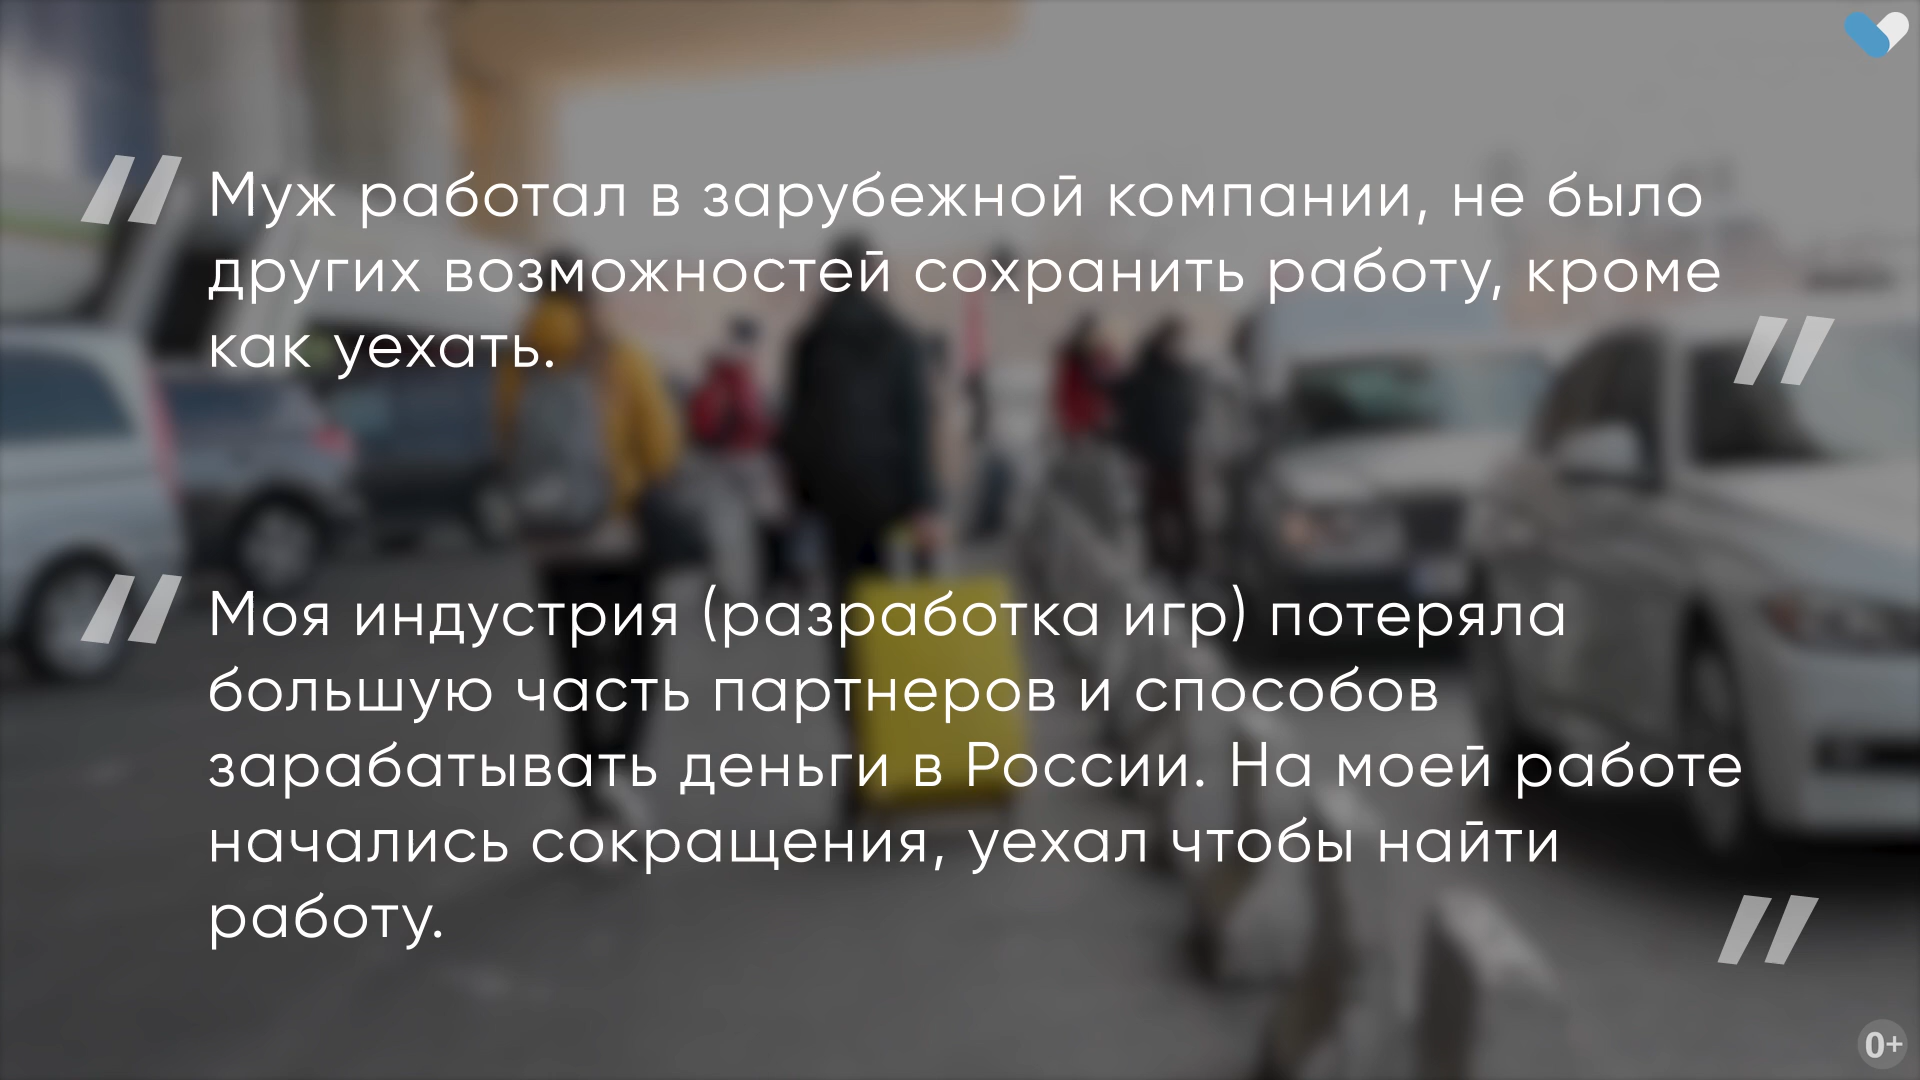 " Муж работал в зарубежной компании, не было
других возможностей сохранить работу, кроме
как уехать. "
" Моя индустрия (разработка игр) потеряла
большую часть партнеров и способов
зарабатывать деньги в России. На моей работе
начались сокращения, уехал чтобы найти
работу. "
0+